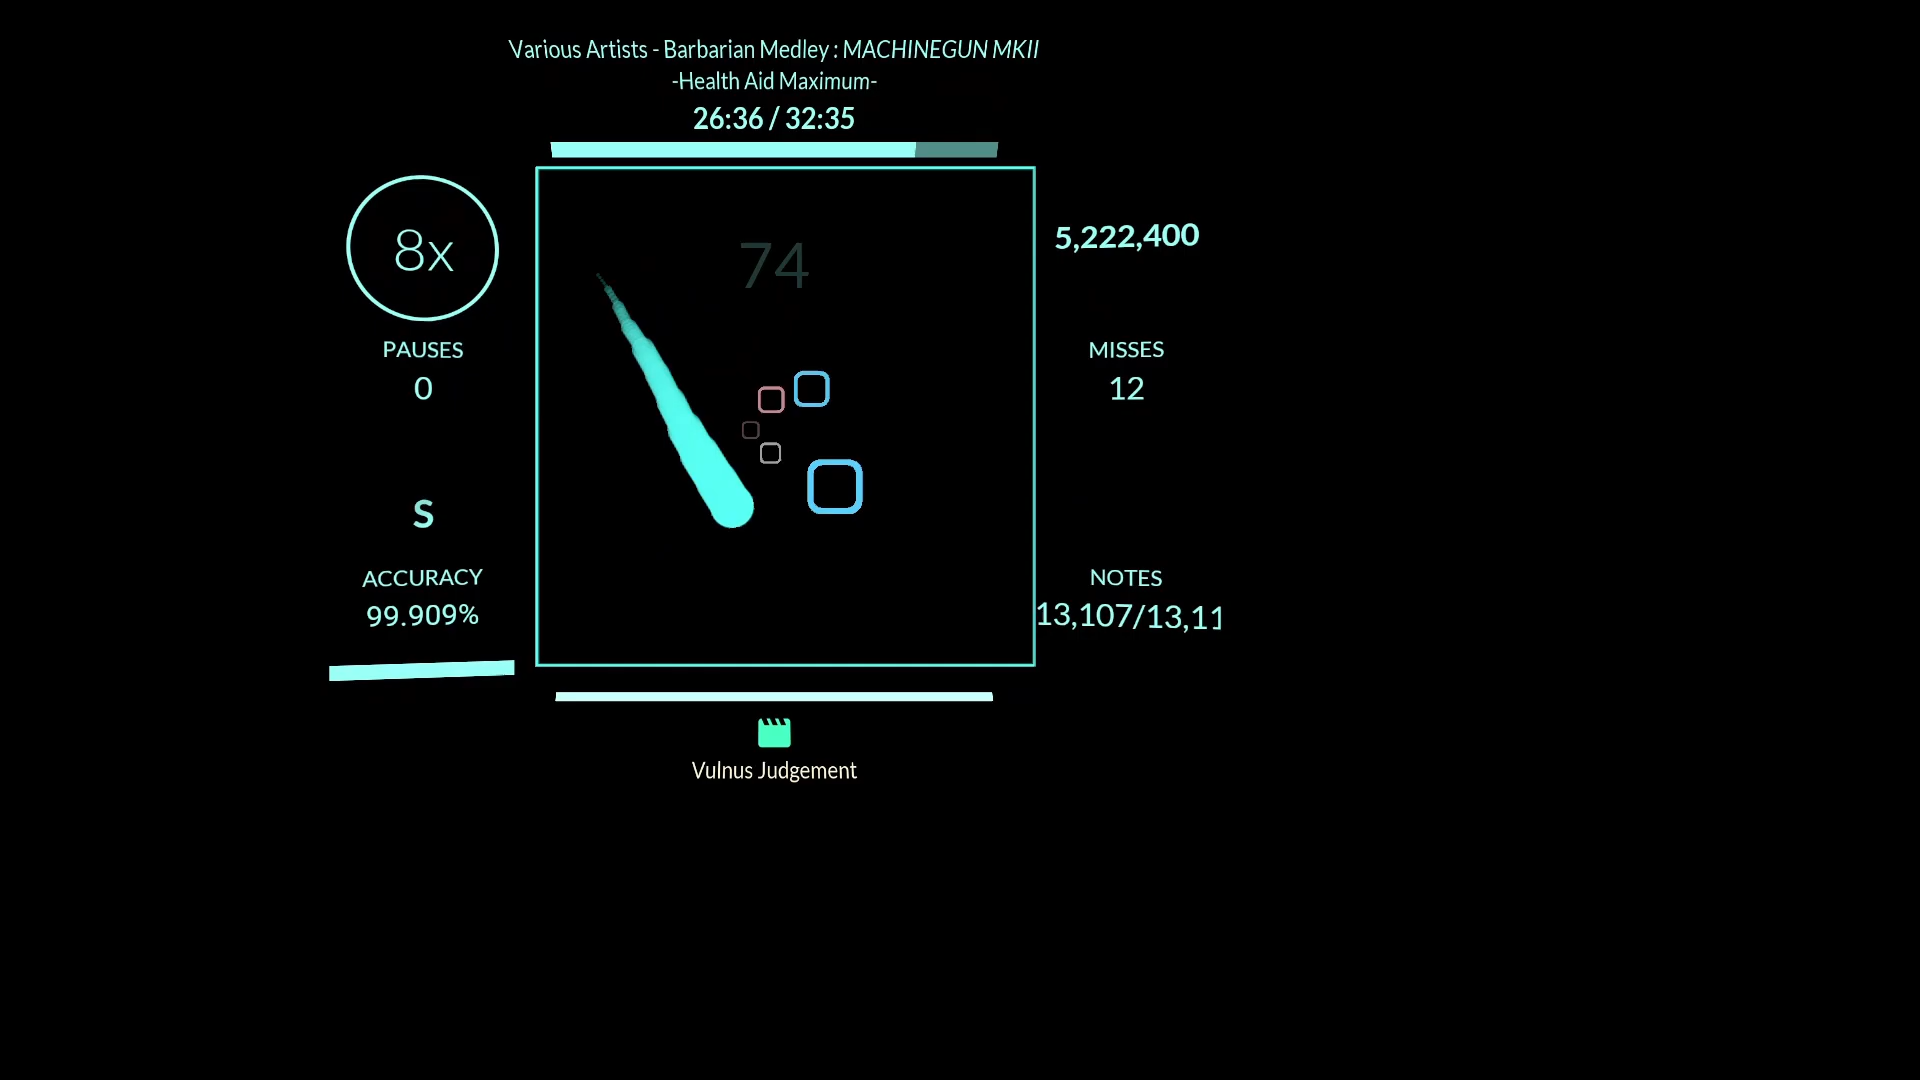 Various Artists - Barbarian Medley : MACHINEGUN MKII
-Health Aid Maximum-
26:36 / 32:35
8x
74
5,222,400
PAUSES
0
MISSES
12
S
ACCURACY
99.909%
NOTES
13,107/13,11
Vulnus Judgement